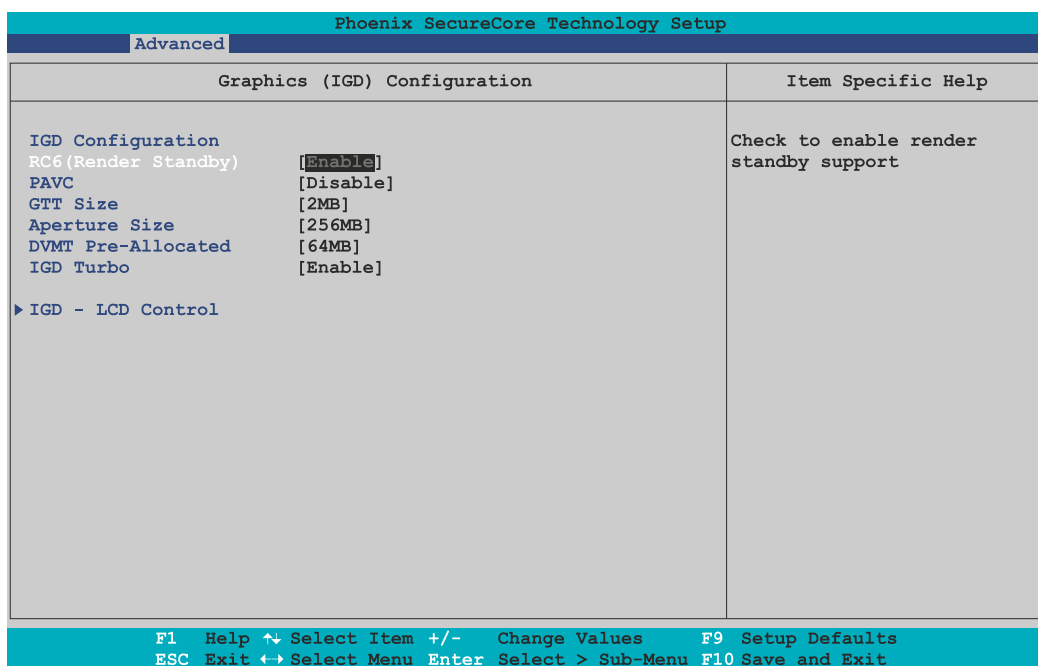 Phoenix SecureCore Technology Setup
Advanced
Graphics (IGD) Configuration
Item Specific Help
IGD Configuration
RC6(Render Standby) [Enable]
PAVC [Disable]
GTT Size [2MB]
Aperture Size [256MB]
DVMT Pre-Allocated [64MB]
IGD Turbo [Enable]
IGD - LCD Control
Check to enable render
standby support
F1 Help ↑↓ Select Item +/- Change Values F9 Setup Defaults
ESC Exit ←→ Select Menu Enter Select > Sub-Menu F10 Save and Exit